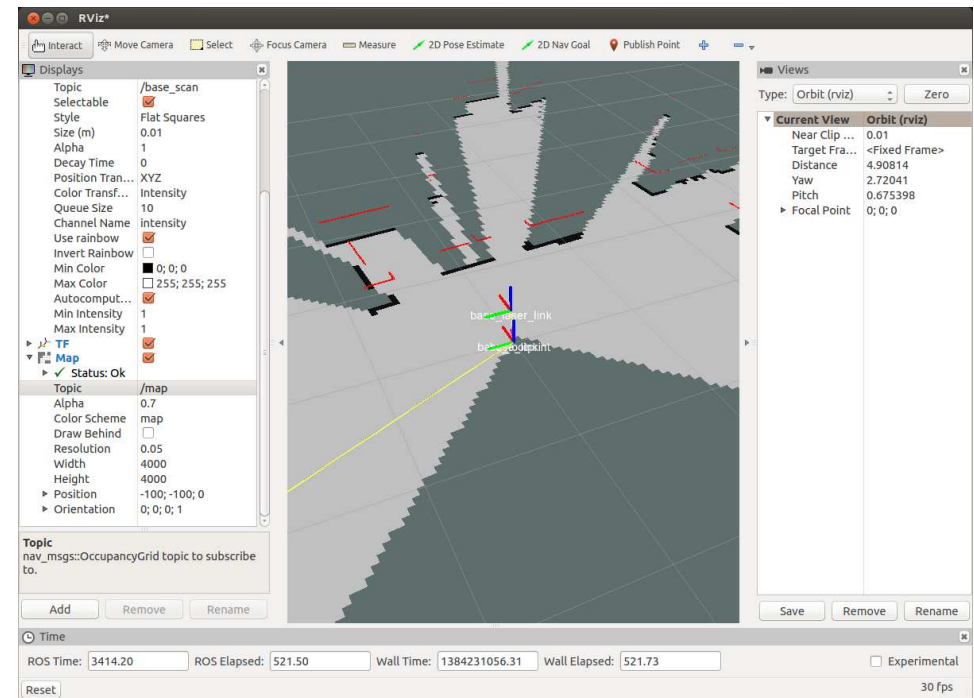 RViz*
Interact Move Camera Select Focus Camera Measure 2D Pose Estimate 2D Nav Goal Publish Point
Displays
Topic /base_scan
Selectable
Style Flat Squares
Size (m) 0.01
Alpha 1
Decay Time 0
Position Tran... XYZ
Color Transf... Intensity
Queue Size 10
Channel Name intensity
Use rainbow
Invert Rainbow
Min Color 0; 0; 0
Max Color 255; 255; 255
Autocomput...
Min Intensity 1
Max Intensity 1
TF
Map
Status: Ok
Topic /map
Alpha 0.7
Color Scheme map
Draw Behind
Resolution 0.05
Width 4000
Height 4000
Position -100; -100; 0
Orientation 0; 0; 0; 1
Topic
nav_msgs::OccupancyGrid topic to subscribe
to.
Add Remove Rename
base_laser_link
Views
Type: Orbit (rviz) Zero
Current View Orbit (rviz)
Near Clip ... 0.01
Target Fra... <Fixed Frame>
Distance 4.90814
Yaw 2.72041
Pitch 0.675398
Focal Point 0; 0; 0
Save Remove Rename
Time
ROS Time: 3414.20 ROS Elapsed: 521.50 Wall Time: 1384231056.31 Wall Elapsed: 521.73 Experimental
Reset 30 fps